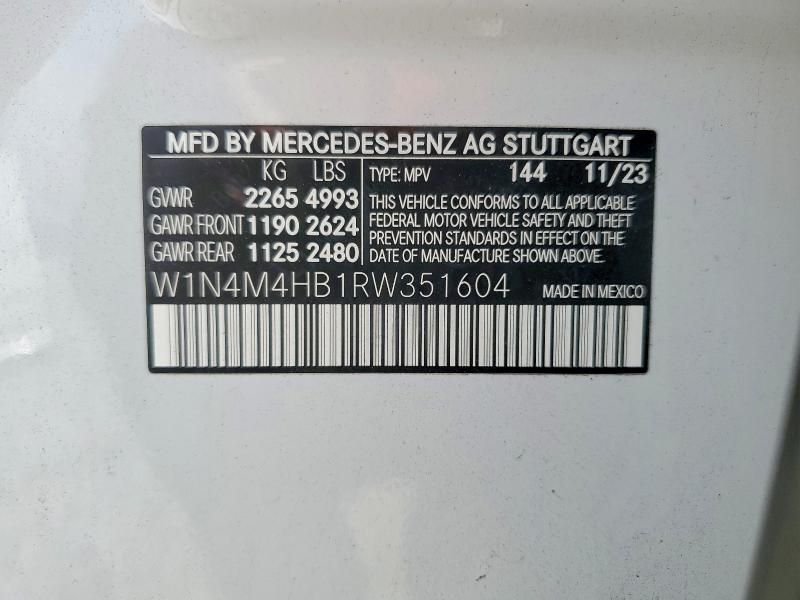 MFD BY MERCEDES-BENZ AG STUTTGART
KG LBS
GVWR 2265 4993
GAWR FRONT 1190 2624
GAWR REAR 1125 2480
TYPE: MPV 144 11/23
THIS VEHICLE CONFORMS TO ALL APPLICABLE
FEDERAL MOTOR VEHICLE SAFETY AND THEFT
PREVENTION STANDARDS IN EFFECT ON THE
DATE OF MANUFACTURE SHOWN ABOVE.
W1N4M4HB1RW351604 MADE IN MEXICO